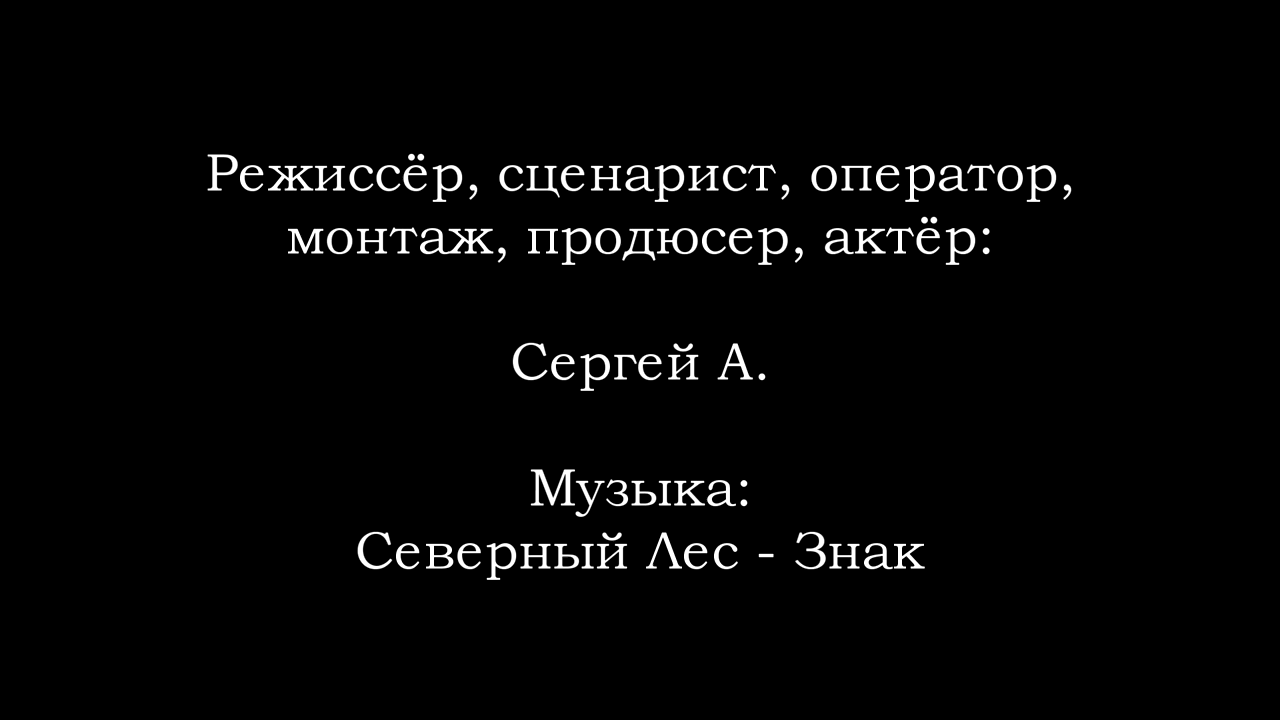 Режиссёр, сценарист, оператор,
монтаж, продюсер, актёр:
Сергей А.
Музыка:
Северный Лес - Знак